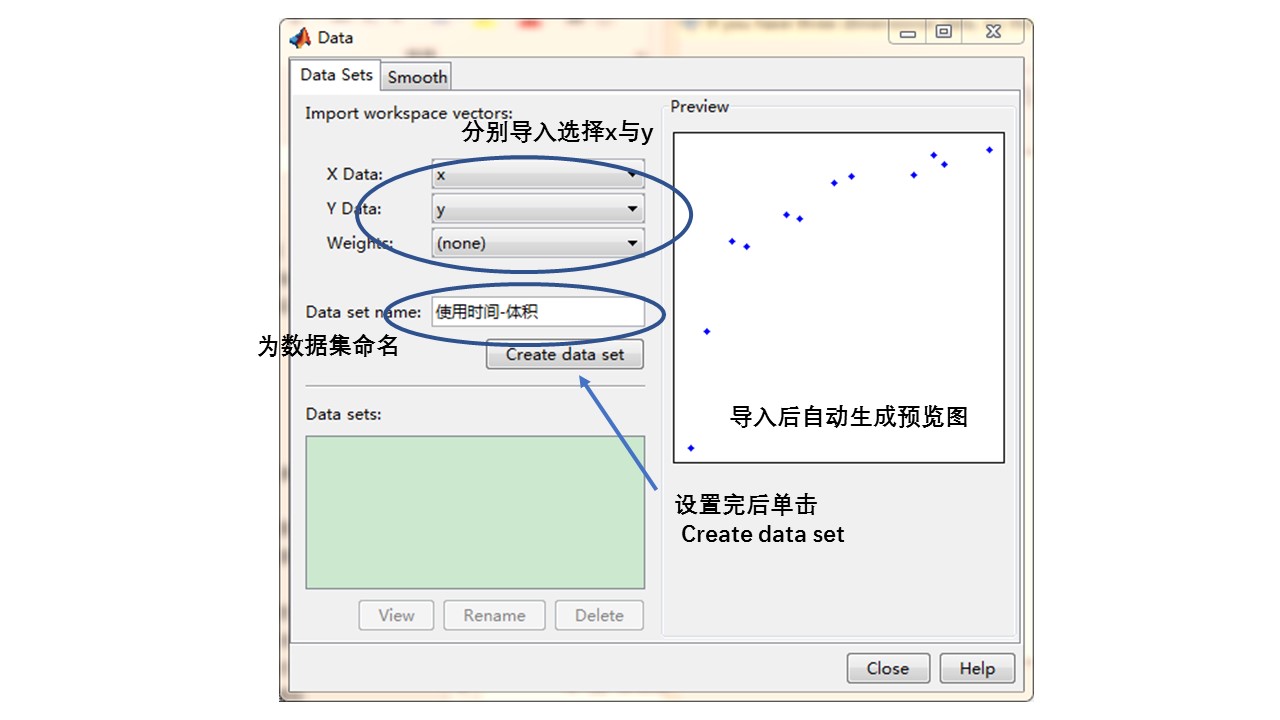 Data
Data Sets
Smooth
Import workspace vectors:
分别导入选择x与y
X Data:
x
Y Data:
y
Weights:
(none)
Data set name:
使用时间-体积
为数据集命名
Create data set
Data sets:
View
Rename
Delete
Preview
导入后自动生成预览图
设置完后单击
Create data set
Close
Help